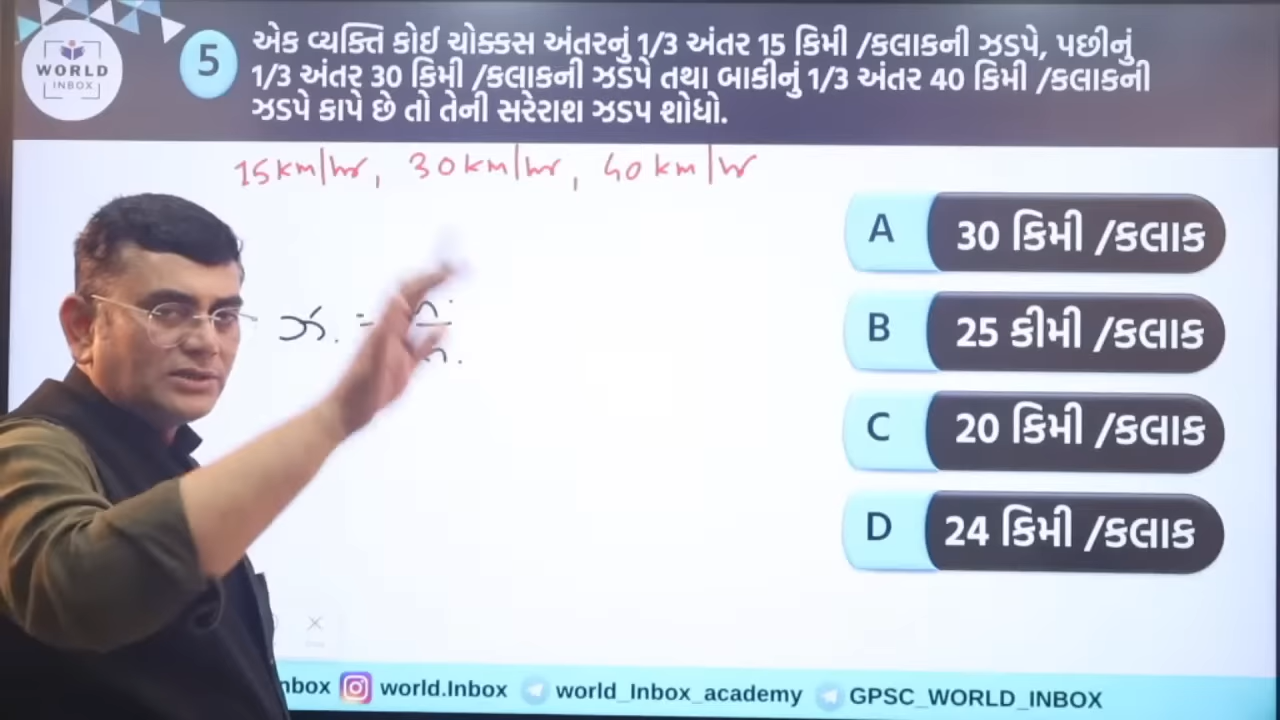 WORLD
INBOX
5
એક વ્યક્તિ કોઈ ચોક્કસ અંતરનું 1/3 અંતર 15 કિમી /કલાકની ઝડપે, પછીનું
1/3 અંતર 30 કિમી /કલાકની ઝડપે તથા બાકીનું 1/3 અંતર 40 કિમી /કલાકની
ઝડપે કાપે છે તો તેની સરેરાશ ઝડપ શોધો.
15km/hr, 30km/hr, 40km/hr
A 30 કિમી /કલાક
B 25 કીમી /કલાક
C 20 કિમી /કલાક
D 24 કિમી /કલાક
ઝ. =
world.Inbox
world_Inbox_academy
GPSC_WORLD_INBOX